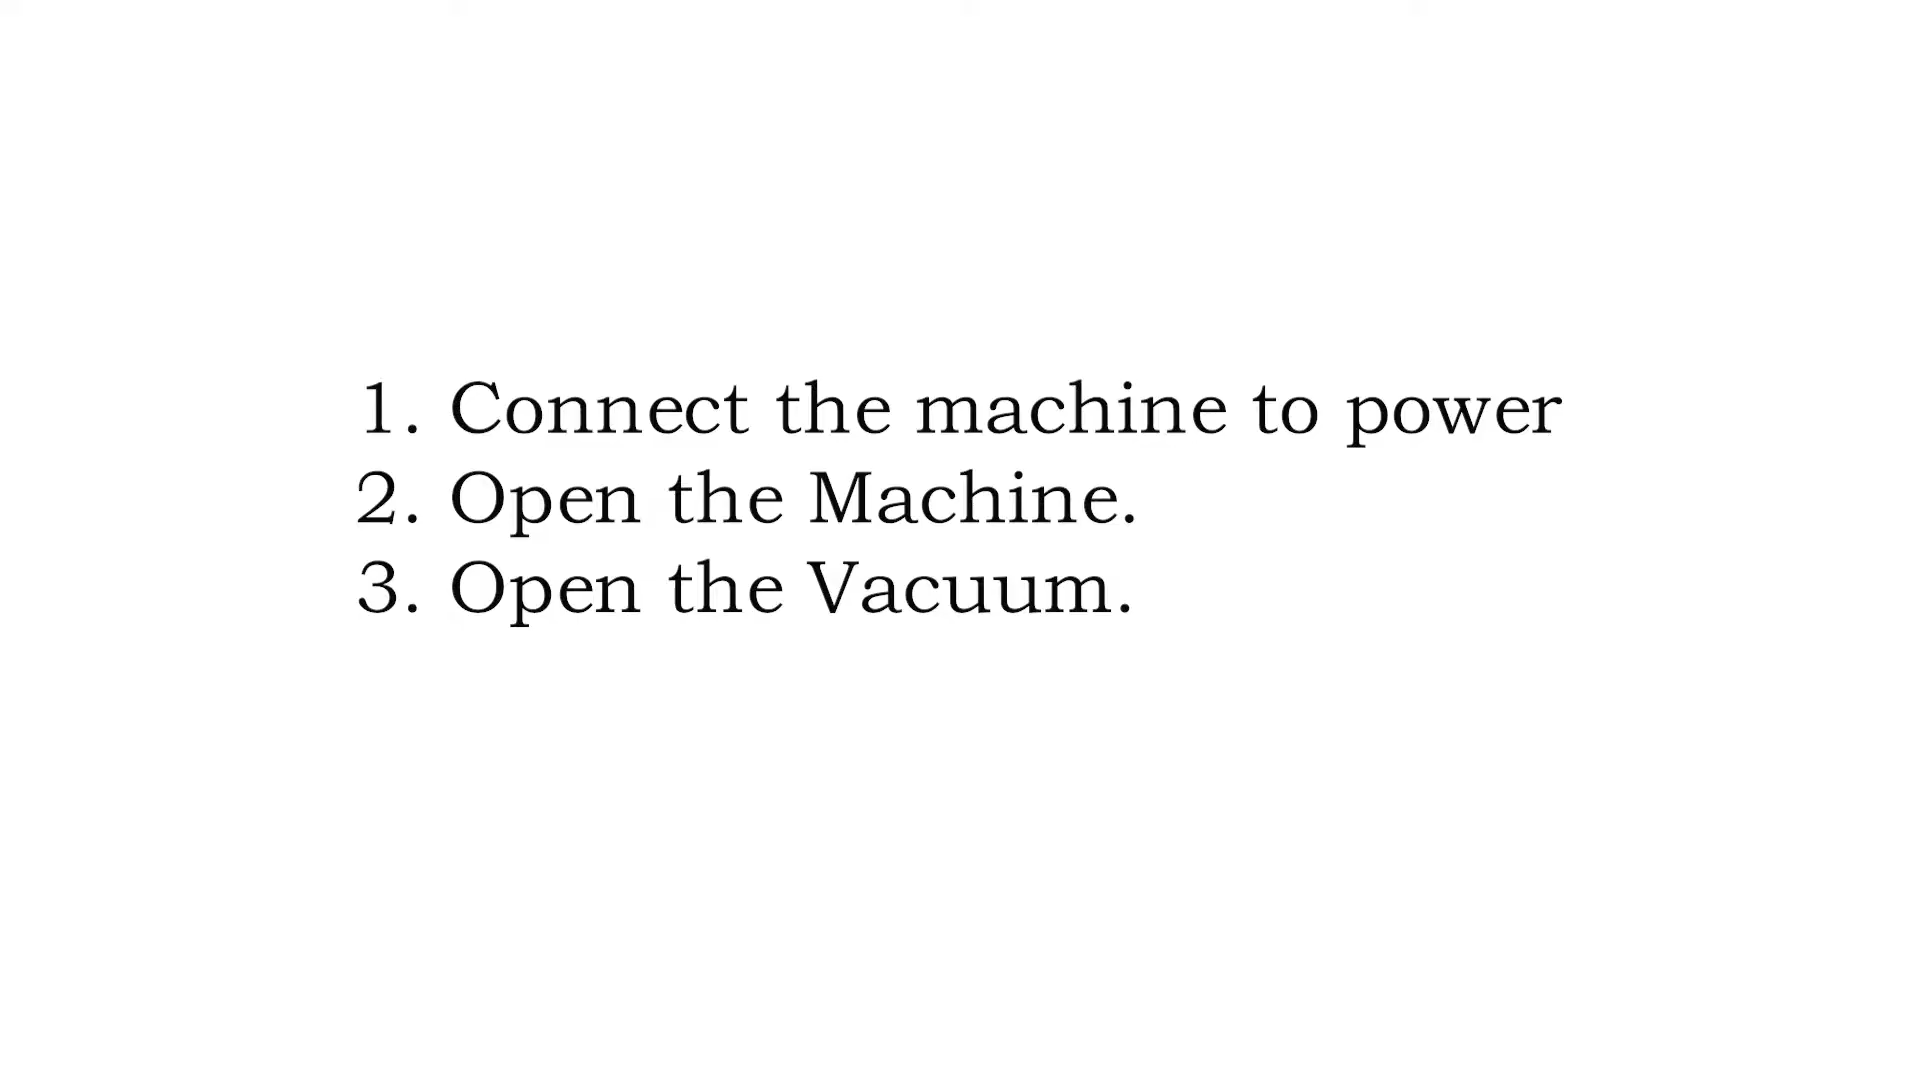 1. Connect the machine to power
2. Open the Machine.
3. Open the Vacuum.